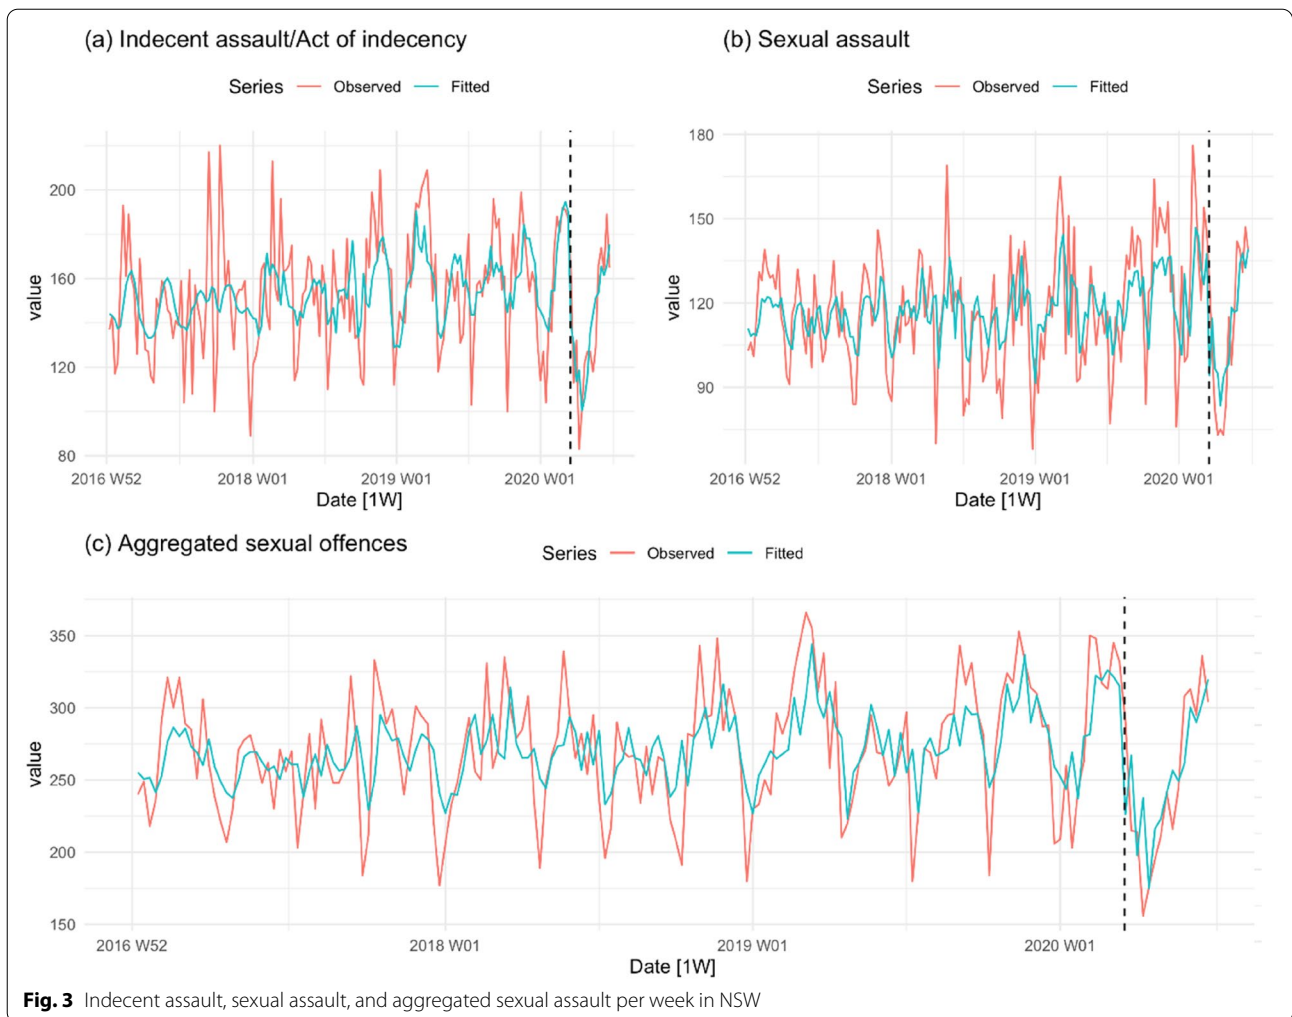 (a) Indecent assault/Act of indecency
Series Observed Fitted
value
200
160
120
80
2016 W52 2018 W01 2019 W01 2020 W01
Date [1W]
(b) Sexual assault
Series Observed Fitted
value
180
150
120
90
2016 W52 2018 W01 2019 W01 2020 W01
Date [1W]
(c) Aggregated sexual offences
Series Observed Fitted
value
350
300
250
200
150
2016 W52 2018 W01 2019 W01 2020 W01
Date [1W]
Fig. 3 Indecent assault, sexual assault, and aggregated sexual assault per week in NSW